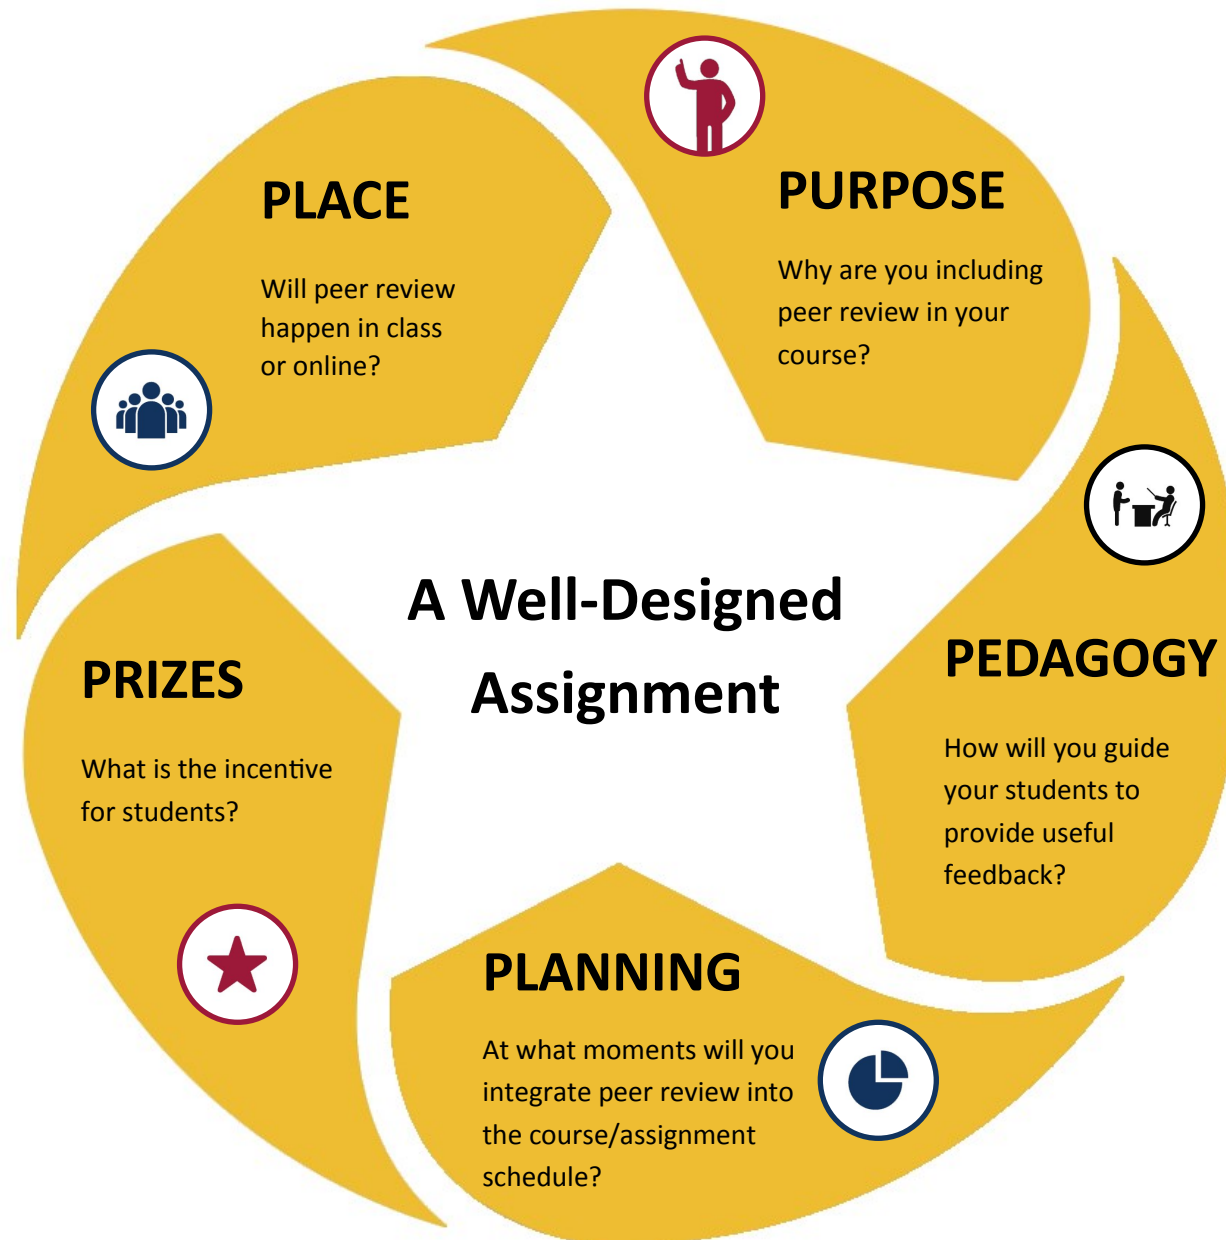 PURPOSE
Why are you including
peer review in your
course?
PEDAGOGY
How will you guide
your students to
provide useful
feedback?
PLANNING
At what moments will you
integrate peer review into
the course/assignment
schedule?
PRIZES
What is the incentive
for students?
PLACE
Will peer review
happen in class
or online?
A Well-Designed
Assignment